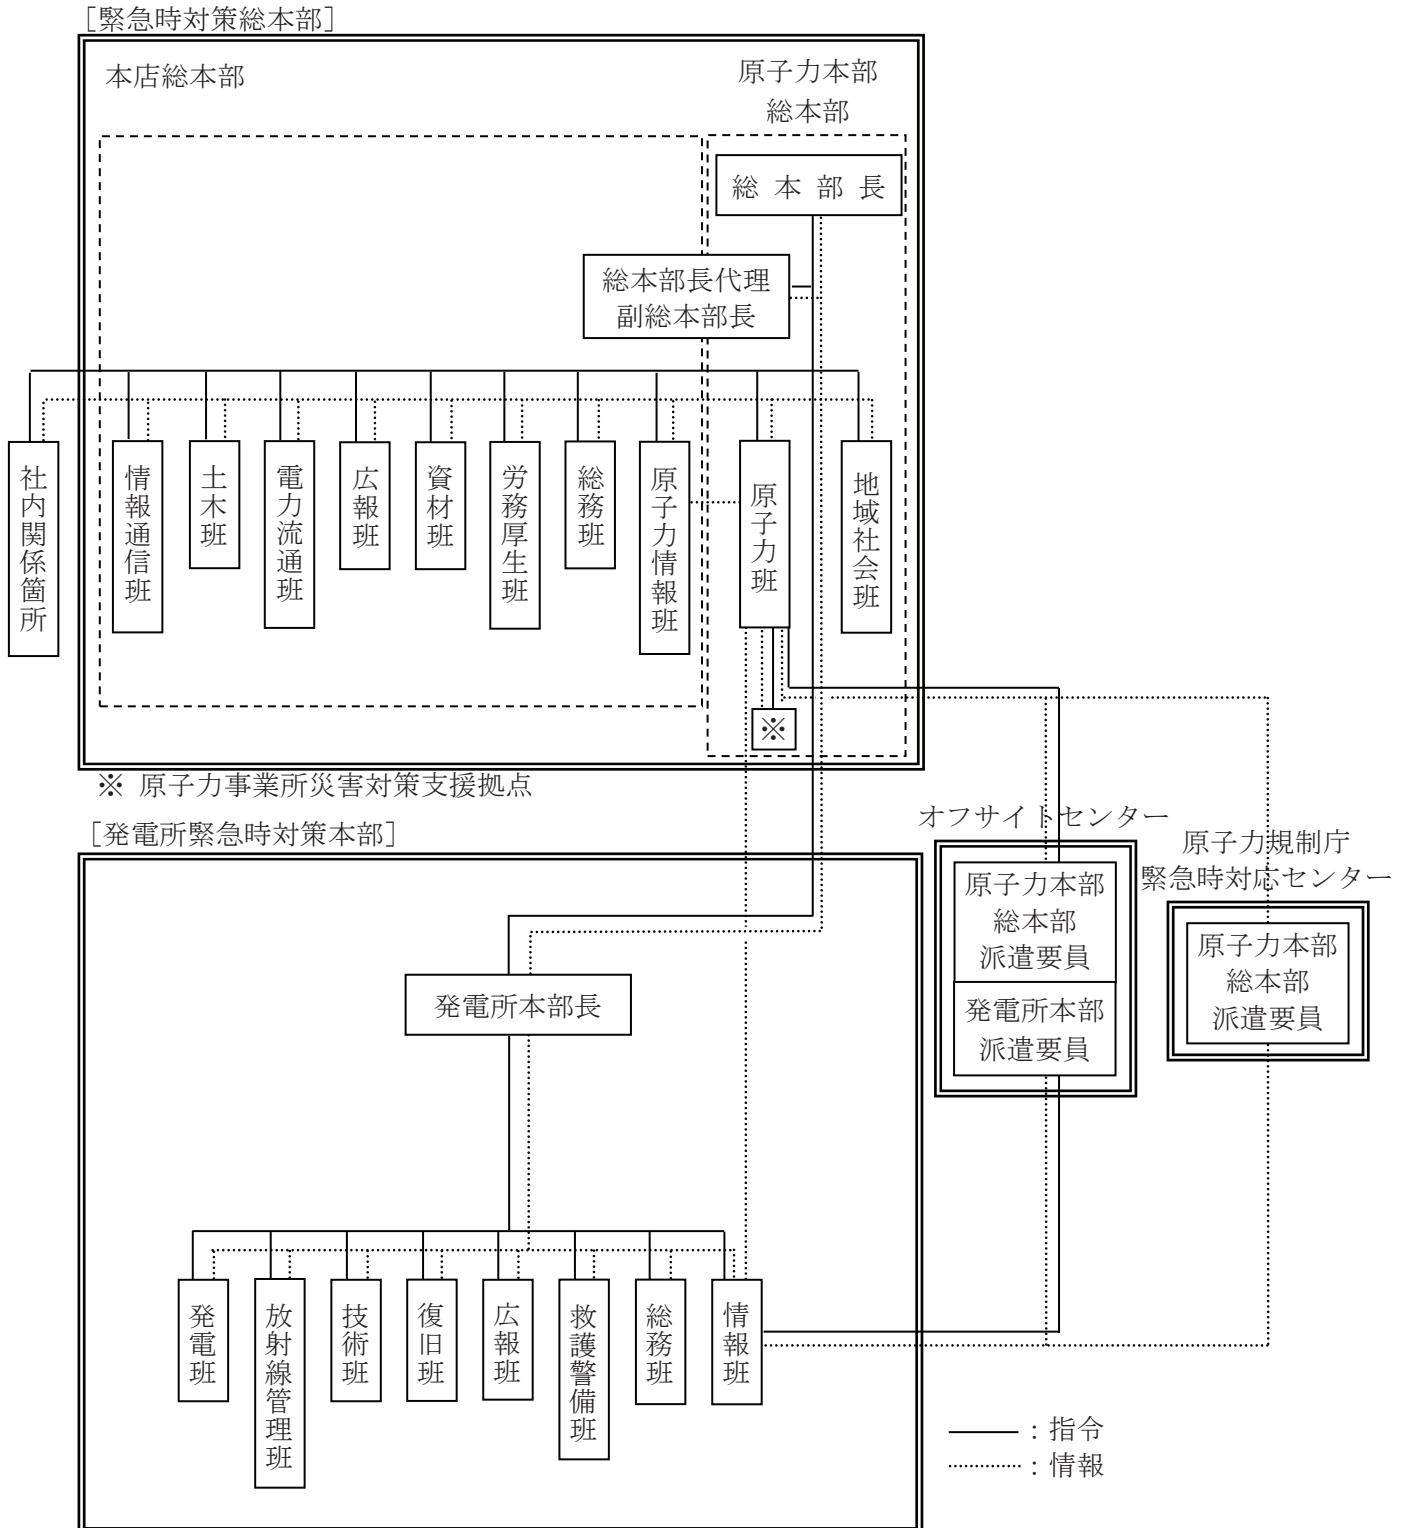 ［緊急時対策総本部］
本店総本部
原子力本部
総本部
総 本 部 長
総本部長代理
副総本部長
社内関係箇所
情報通信班
土木班
電力流通班
広報班
資材班
労務厚生班
総務班
原子力情報班
原子力班
地域社会班
※
※ 原子力事業所災害対策支援拠点
［発電所緊急時対策本部］
オフサイトセンター
原子力規制庁
緊急時対応センター
原子力本部
総本部
派遣要員
発電所本部
派遣要員
原子力本部
総本部
派遣要員
発電所本部長
発電班
放射線管理班
技術班
復旧班
広報班
救護警備班
総務班
情報班
：指令
：情報